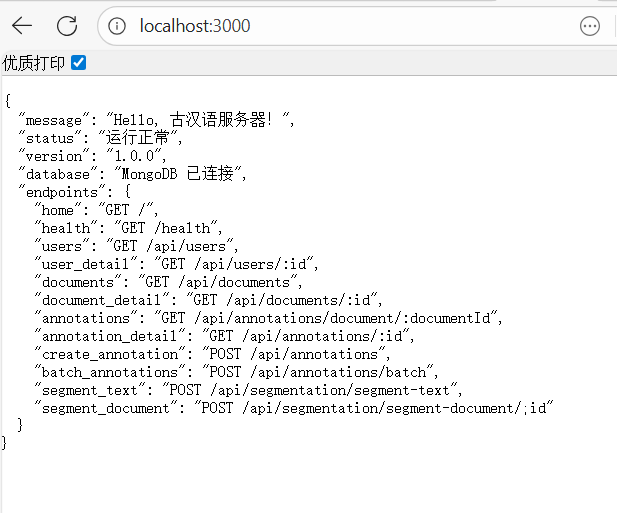 localhost:3000
优质打印
{
"message": "Hello, 古汉语服务器! ",
"status": "运行正常",
"version": "1.0.0",
"database": "MongoDB 已连接",
"endpoints": {
"home": "GET /",
"health": "GET /health",
"users": "GET /api/users",
"user_detail": "GET /api/users/:id",
"documents": "GET /api/documents",
"document_detail": "GET /api/documents/:id",
"annotations": "GET /api/annotations/document/:documentId",
"annotation_detail": "GET /api/annotations/:id",
"create_annotation": "POST /api/annotations",
"batch_annotations": "POST /api/annotations/batch",
"segment_text": "POST /api/segmentation/segment-text",
"segment_document": "POST /api/segmentation/segment-document/;id"
}
}